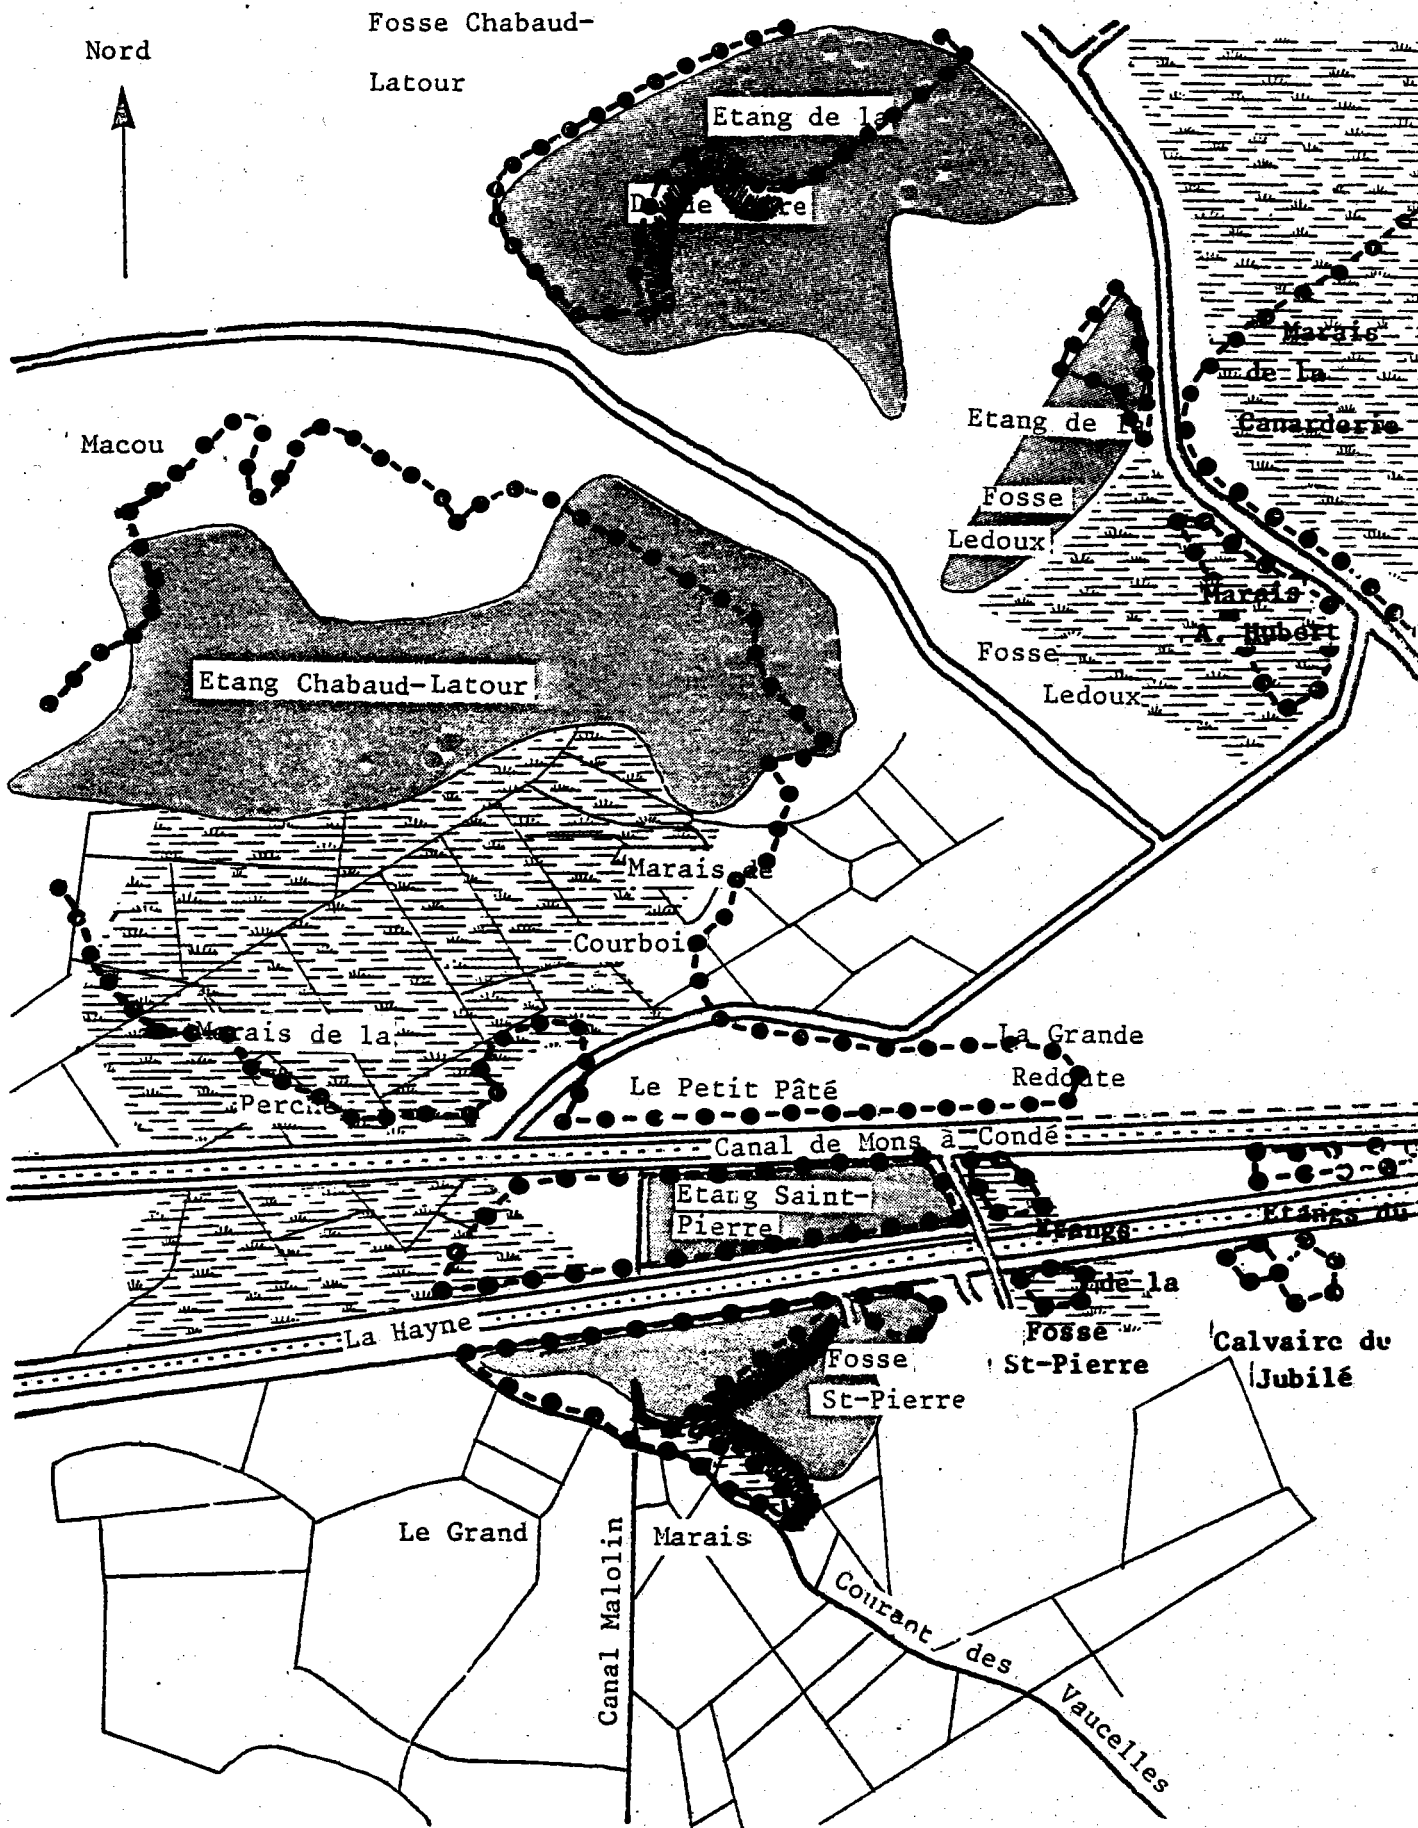 Fosse Chabaud-
Latour
Nord
Etang de la
Macou
Marais
de la
Canarderie
Etang de la
Fosse
Ledoux
Marais
A. Hubert
Fosse
Ledoux
Etang Chabaud-Latour
Marais de
Courboi
Marais de la
Perche
La Grande
Redoute
Le Petit Pâté
Canal de Mons à Condé
Etang Saint-
Pierre
Etangs
de la
Fosse
St-Pierre
Etangs du
Calvaire du
Jubilé
La Hayne
Fosse
St-Pierre
Le Grand
Marais
Canal Malolin
Courant des
Vaucelles